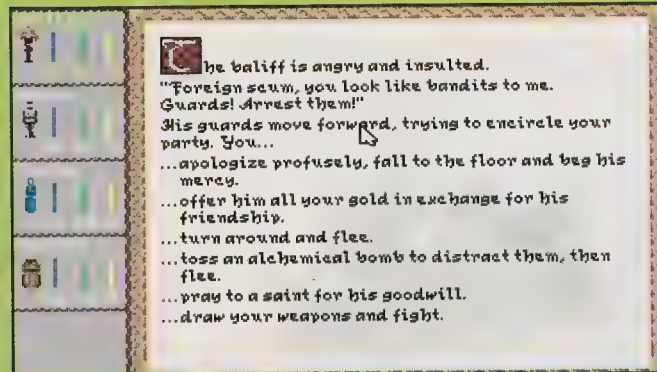 The baliff is angry and insulted.
"Foreign scum, you look like bandits to me.
Guards! Arrest them!"
His guards move forward, trying to encircle your
party. You...
...apologize profusely, fall to the floor and beg his
mercy.
...offer him all your gold in exchange for his
friendship.
...turn around and flee.
...toss an alchemical bomb to distract them, then
flee.
...pray to a saint for his goodwill.
...draw your weapons and fight.